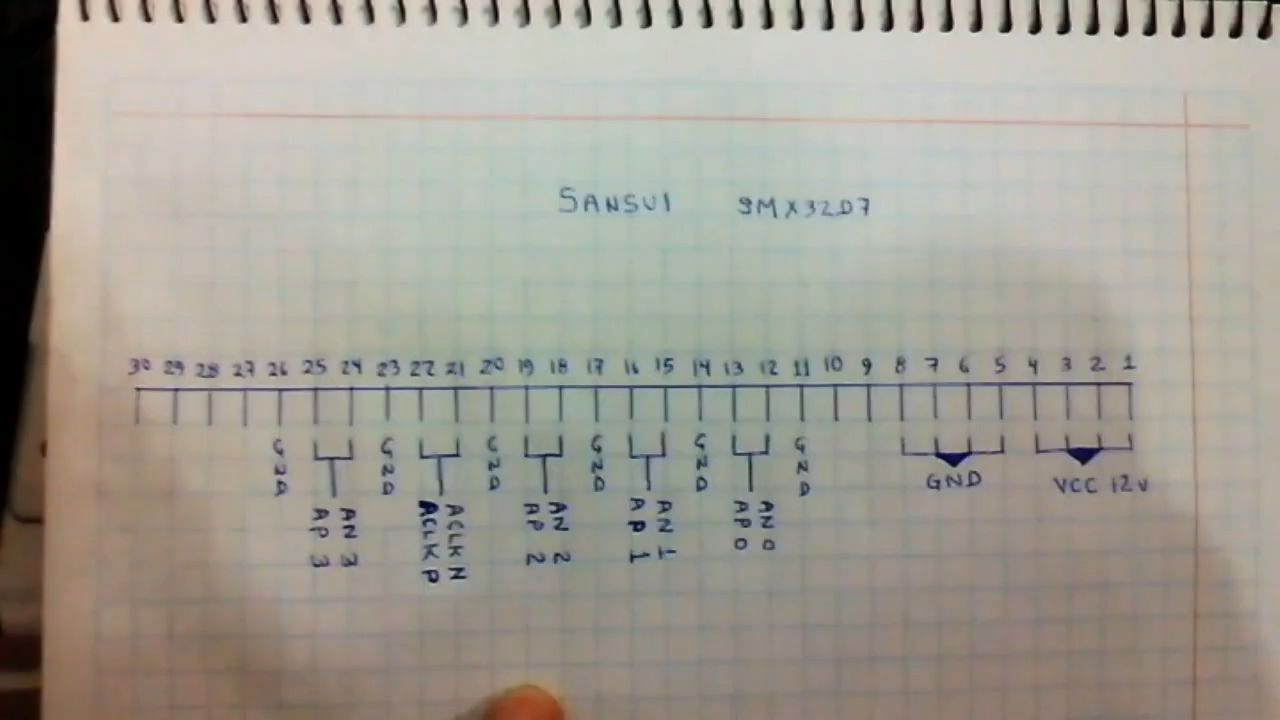 SANSUI SMX32D7
30 29 28 27 26 25 24 23 22 21 20 19 18 17 16 15 14 13 12 11 10 9 8 7 6 5 4 3 2 1
GND AP 3 AN 3 GND ACLK P ACLK N GND AP 2 AN 2 GND AP 1 AN 1 GND AP 0 AN 0 GND GND VCC 12V